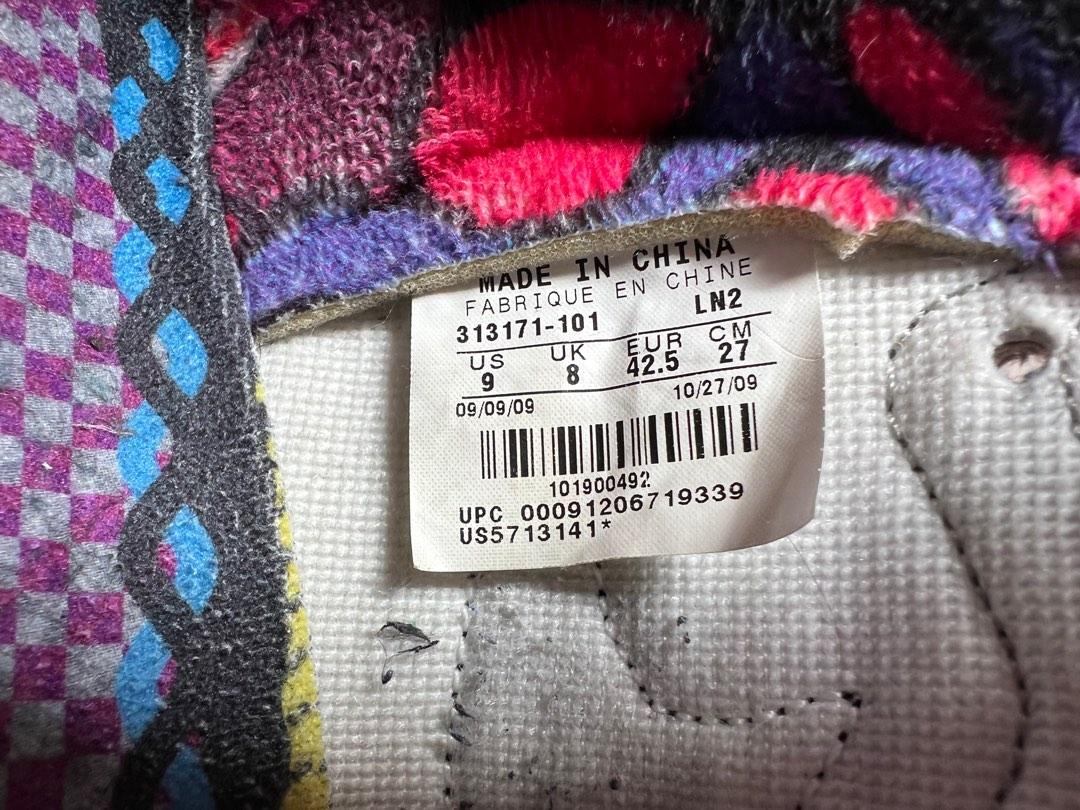 MADE IN CHINA
FABRIQUE EN CHINE
313171-101 LN2
US UK EUR CM
9 8 42.5 27
09/09/09 10/27/09
101900492
UPC 00091206719339
US5713141*